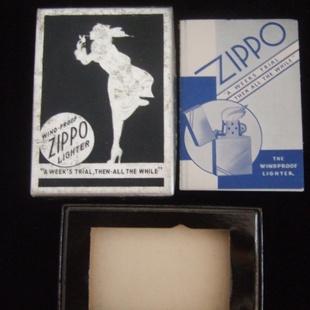 WIND-PROOF
ZIPPO
LIGHTER
"A WEEK'S TRIAL, THEN-ALL THE WHILE"
ZIPPO
A WEEKS TRIAL
THEN ALL THE WHILE
THE
WINDPROOF
LIGHTER